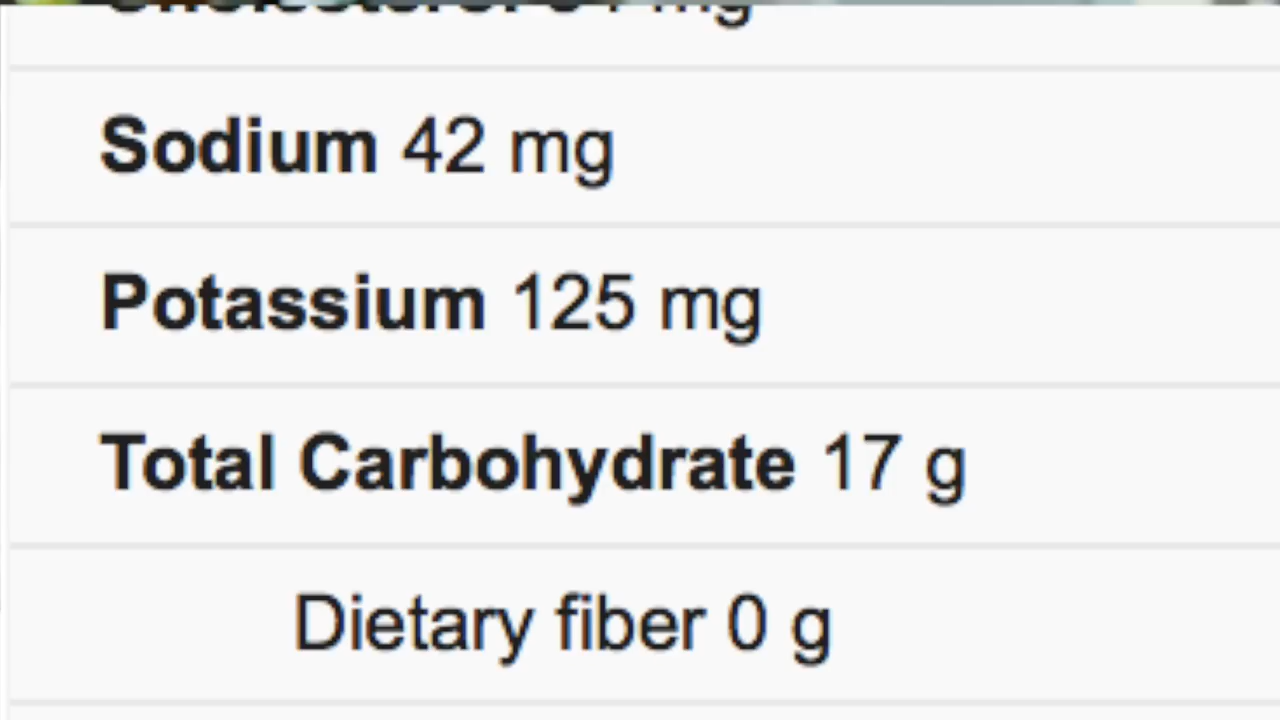 Sodium 42 mg
Potassium 125 mg
Total Carbohydrate 17 g
Dietary fiber 0 g